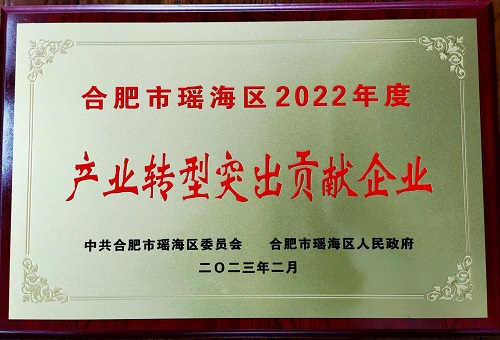 合肥市瑶海区2022年度
产业转型突出贡献企业
中共合肥市瑶海区委员会 合肥市瑶海区人民政府
二〇二三年二月